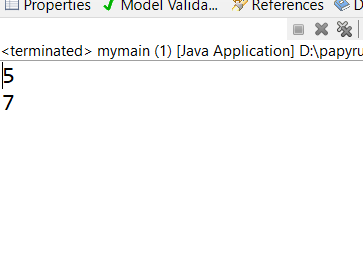 Properties Model Valida... References D
<terminated> mymain (1) [Java Application] D:\papyru
5
7